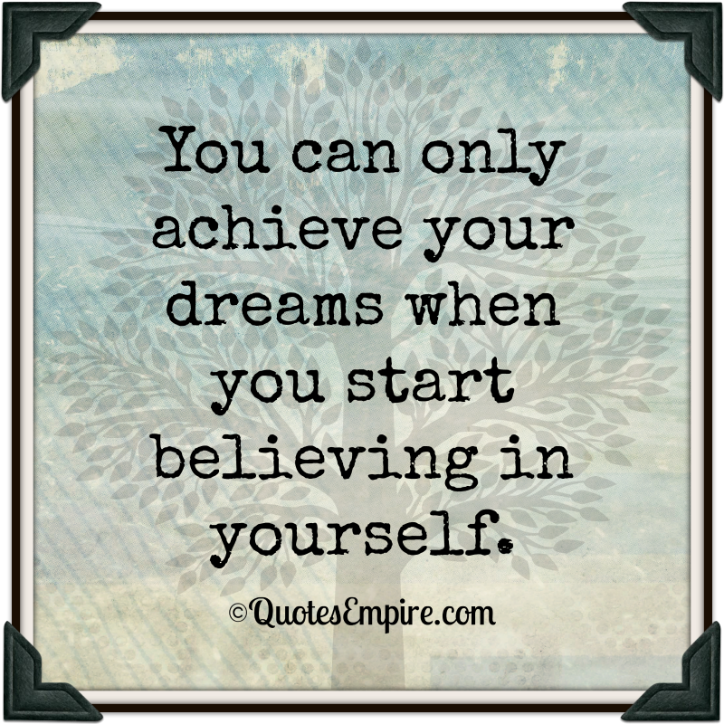 You can only
achieve your
dreams when
you start
believing in
yourself.
©QuotesEmpire.com